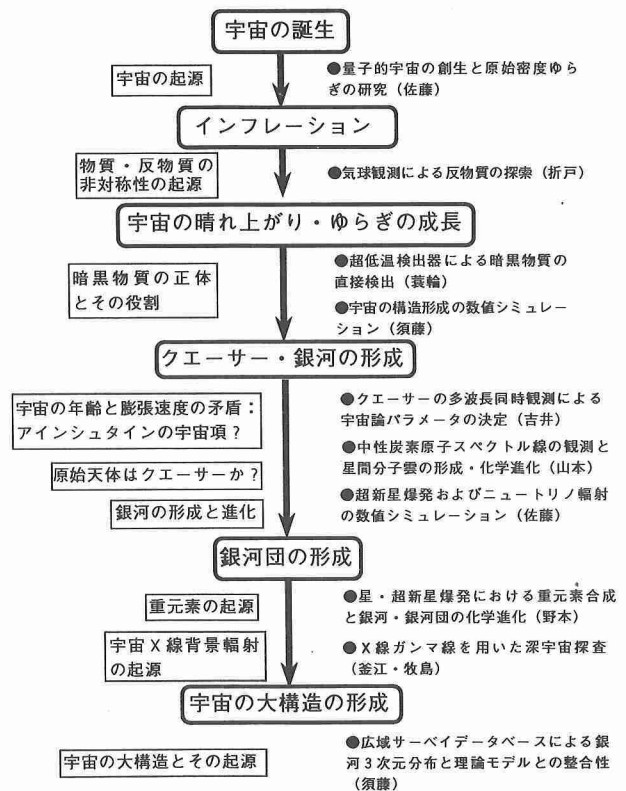 宇宙の誕生
宇宙の起源
●量子的宇宙の創生と原始密度ゆら
ぎの研究（佐藤）
インフレーション
物質・反物質の
非対称性の起源
●気球観測による反物質の探索（折戸）
宇宙の晴れ上がり・ゆらぎの成長
暗黒物質の正体
とその役割
●超低温検出器による暗黒物質の
直接検出（蓑輪）
●宇宙の構造形成の数値シミュレー
ション（須藤）
クエーサー・銀河の形成
宇宙の年齢と膨張速度の矛盾：
アインシュタインの宇宙項？
●クエーサーの多波長同時観測による
宇宙論パラメータの決定（吉井）
原始天体はクエーサーか？
●中性炭素原子スペクトル線の観測と
星間分子雲の形成・化学進化（山本）
銀河の形成と進化
●超新星爆発およびニュートリノ輻射
の数値シミュレーション（佐藤）
銀河団の形成
重元素の起源
●星・超新星爆発における重元素合成
と銀河・銀河団の化学進化（野本）
宇宙Ｘ線背景輻射
の起源
●Ｘ線ガンマ線を用いた深宇宙探査
（釜江・牧島）
宇宙の大構造の形成
宇宙の大構造とその起源
●広域サーベイデータベースによる銀
河３次元分布と理論モデルとの整合性
（須藤）